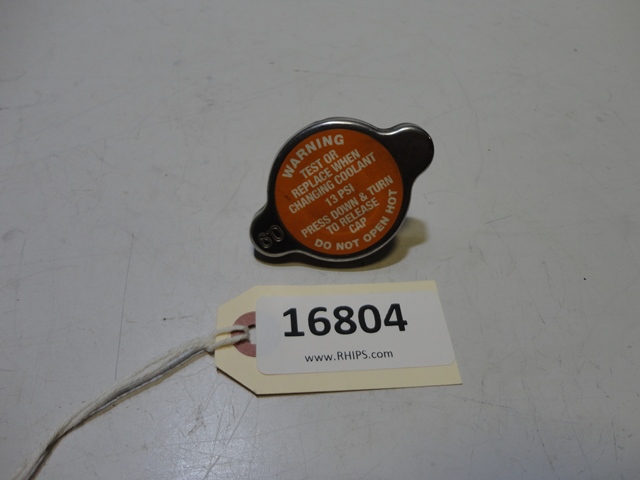 WARNING
TEST OR
REPLACE WHEN
CHANGING COOLANT
13 PSI
PRESS DOWN & TURN
TO RELEASE
CAP
DO NOT OPEN HOT
16804
www.RHIPS.com